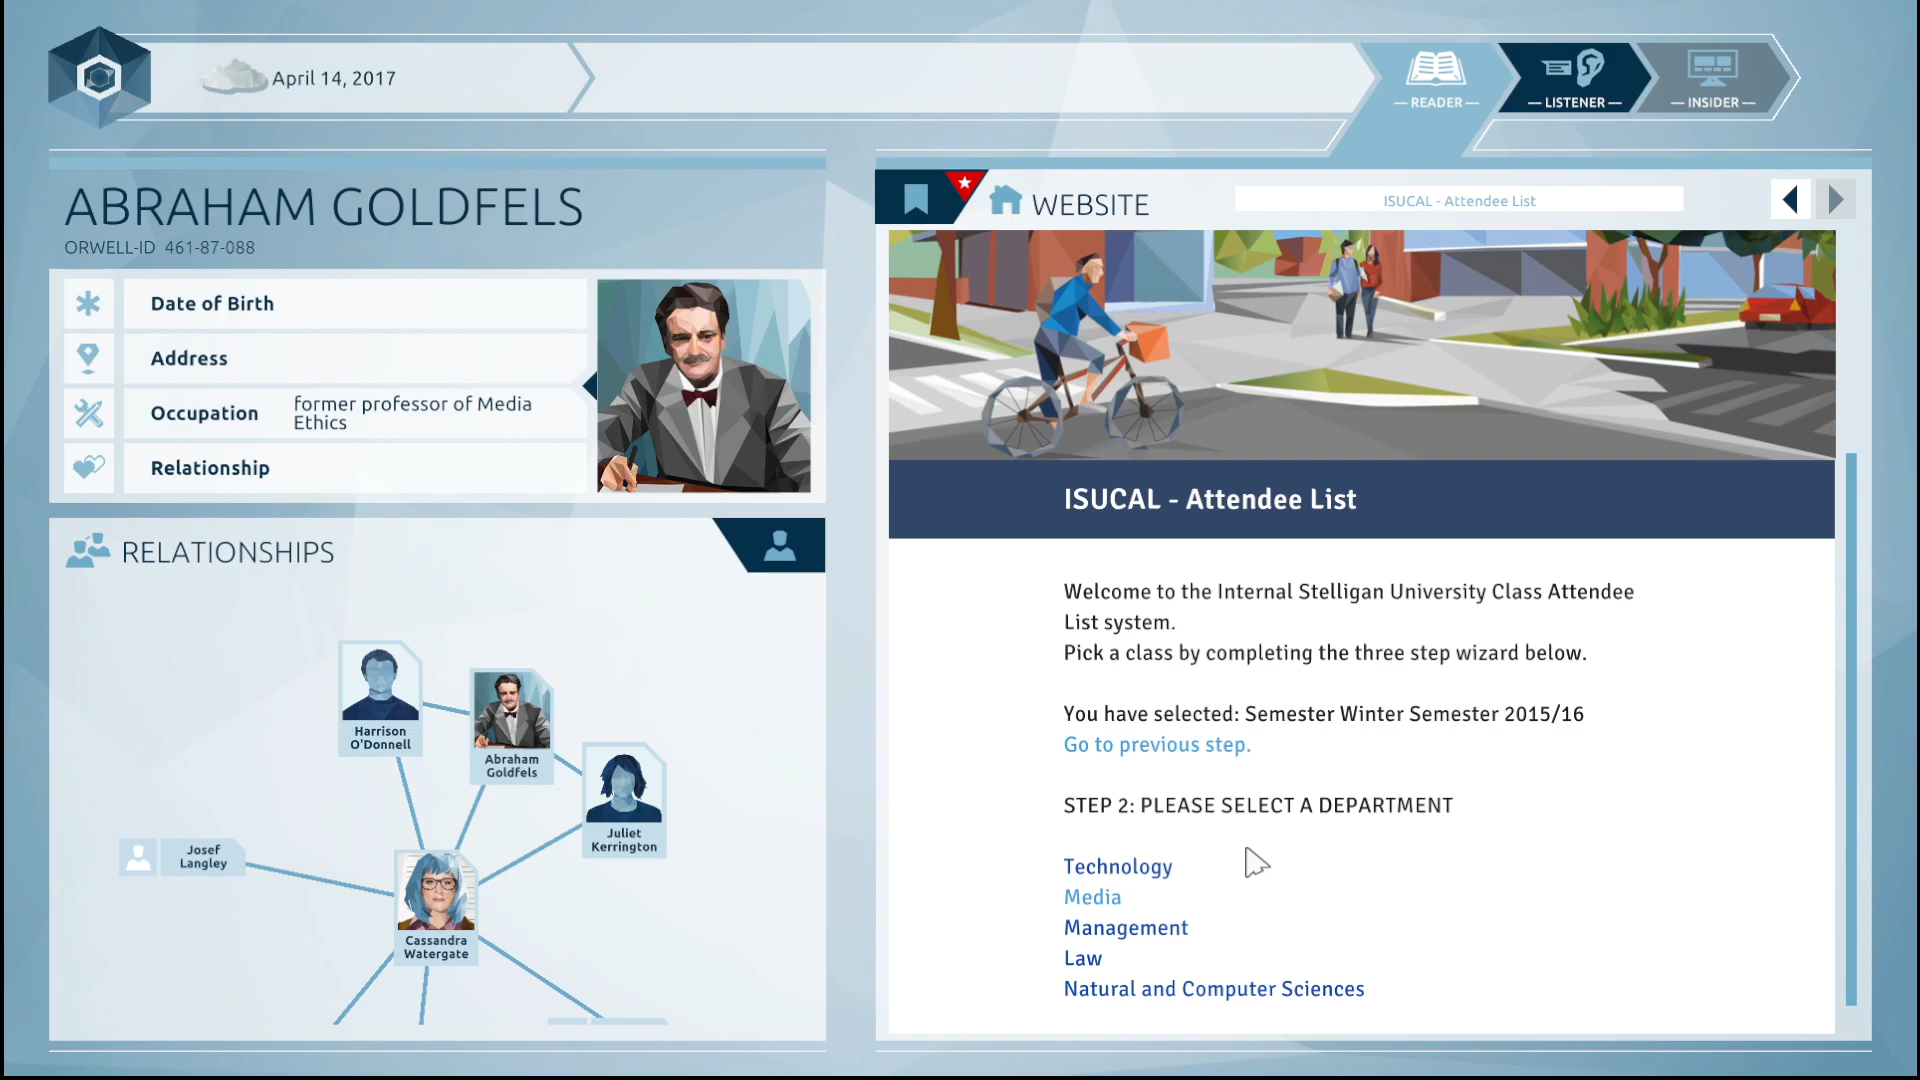 April 14, 2017
— READER —
— LISTENER —
— INSIDER —
ABRAHAM GOLDFELS
ORWELL-ID 461-87-088
Date of Birth
Address
Occupation former professor of Media
Ethics
Relationship
RELATIONSHIPS
Harrison
O'Donnell
Abraham
Goldfels
Juliet
Kerrington
Josef
Langley
Cassandra
Watergate
WEBSITE
ISUCAL - Attendee List
ISUCAL - Attendee List
Welcome to the Internal Stelligan University Class Attendee
List system.
Pick a class by completing the three step wizard below.
You have selected: Semester Winter Semester 2015/16
Go to previous step.
STEP 2: PLEASE SELECT A DEPARTMENT
Technology
Media
Management
Law
Natural and Computer Sciences